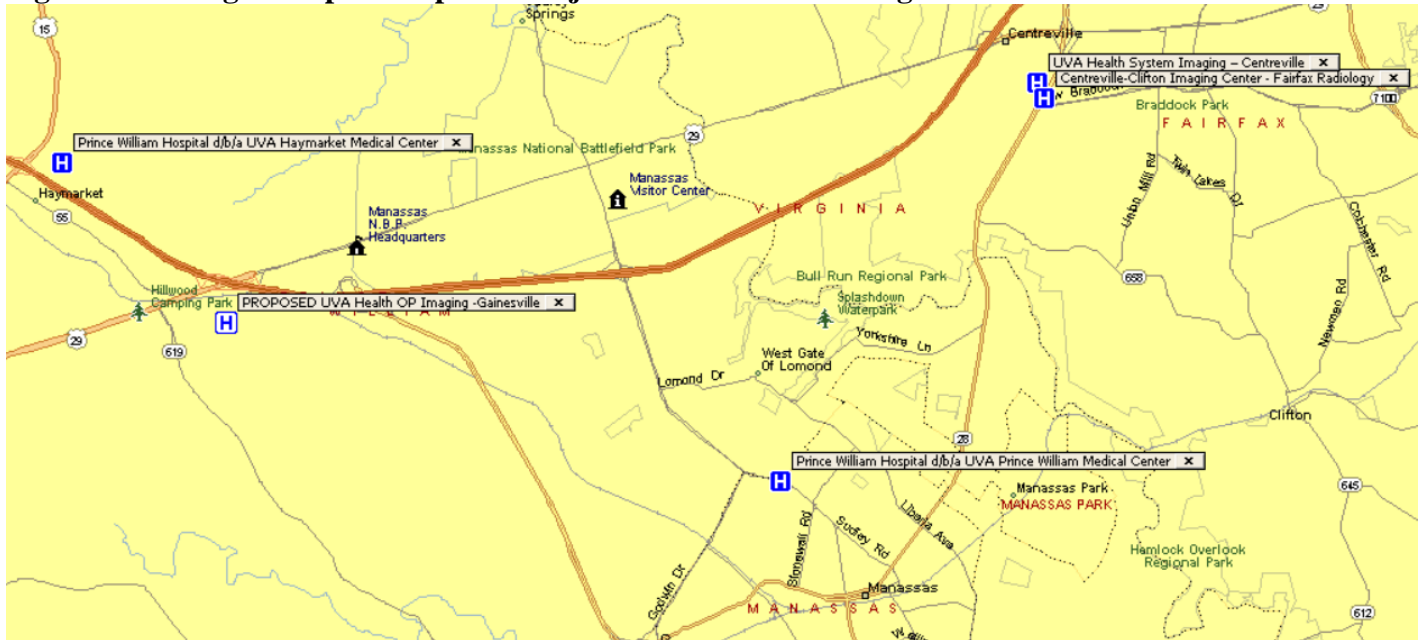 15
Springs
29
Centreville
29
UVA Health System Imaging – Centreville
Centreville-Clifton Imaging Center - Fairfax Radiology
Braddock Park
7100
FAIRFAX
Prince William Hospital d/b/a UVA Haymarket Medical Center
Manassas National Battlefield Park
Haymarket
55
Manassas
Visitor Center
Manassas
N.B.P.
Headquarters
VIRGINIA
Union Mill Rd
Twin Lakes Dr
Colchester Rd
658
Newman Rd
Bull Run Regional Park
Splashdown
Waterpark
Hillwood
Camping Park
PROPOSED UVA Health OP Imaging -Gainesville
WILLIAM
29
619
Yorkshire Ln
West Gate
Of Lomond
Lomond Dr
Clifton
28
Prince William Hospital d/b/a UVA Prince William Medical Center
Manassas Park
MANASSAS PARK
645
Stonewall Rd
Sudley Rd
Liberia Ave
Hemlock Overlook
Regional Park
Godwin Dr
Manassas
MANASSAS
612